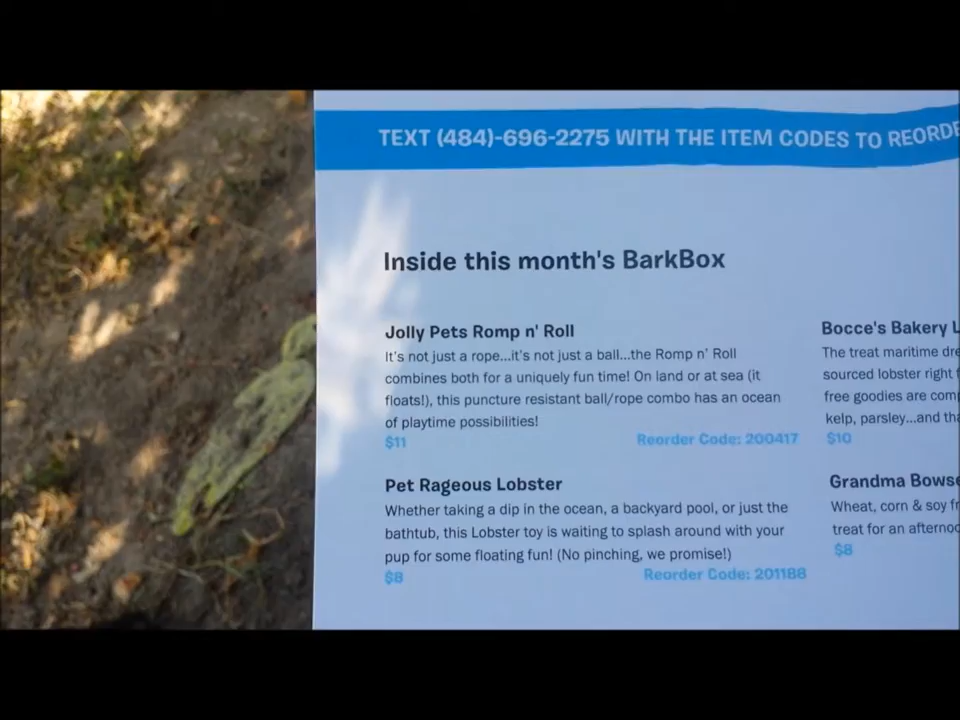 TEXT (484)-696-2275 WITH THE ITEM CODES TO REORDE
Inside this month's BarkBox
Jolly Pets Romp n' Roll
It's not just a rope...it's not just a ball...the Romp n' Roll
combines both for a uniquely fun time! On land or at sea (it
floats!), this puncture resistant ball/rope combo has an ocean
of playtime possibilities!
$11 Reorder Code: 200417
Pet Rageous Lobster
Whether taking a dip in the ocean, a backyard pool, or just the
bathtub, this Lobster toy is waiting to splash around with your
pup for some floating fun! (No pinching, we promise!)
$8 Reorder Code: 201188
Bocce's Bakery L
The treat maritime dre
sourced lobster right f
free goodies are com
kelp, parsley...and tha
$10
Grandma Bowse
Wheat, corn & soy fr
treat for an afternoo
$8